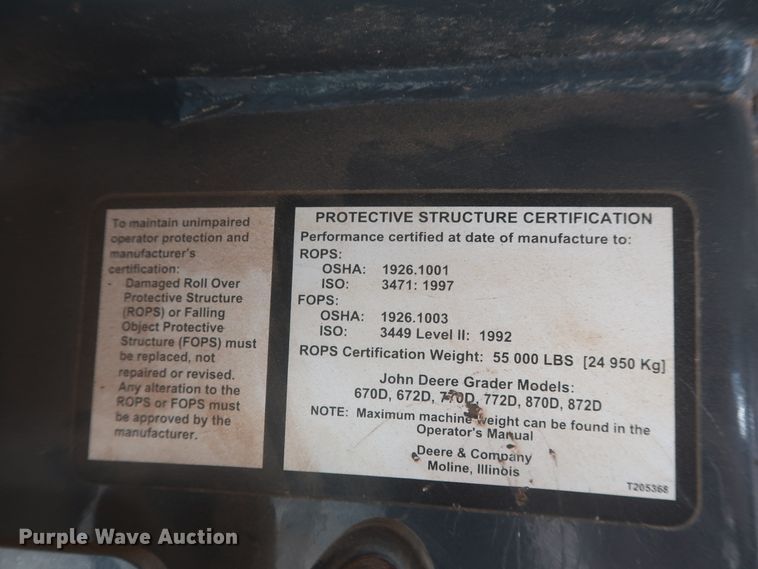 To maintain unimpaired
operator protection and
manufacturer's
certification:
- Damaged Roll Over
Protective Structure
(ROPS) or Falling
Object Protective
Structure (FOPS) must
be replaced, not
repaired or revised.
- Any alteration to the
ROPS or FOPS must
be approved by the
manufacturer.
PROTECTIVE STRUCTURE CERTIFICATION
Performance certified at date of manufacture to:
ROPS:
OSHA: 1926.1001
ISO: 3471: 1997
FOPS:
OSHA: 1926.1003
ISO: 3449 Level II: 1992
ROPS Certification Weight: 55 000 LBS [24 950 Kg]
John Deere Grader Models:
670D, 672D, 770D, 772D, 870D, 872D
NOTE: Maximum machine weight can be found in the
Operator's Manual
Deere & Company
Moline, Illinois
T205368
Purple Wave Auction